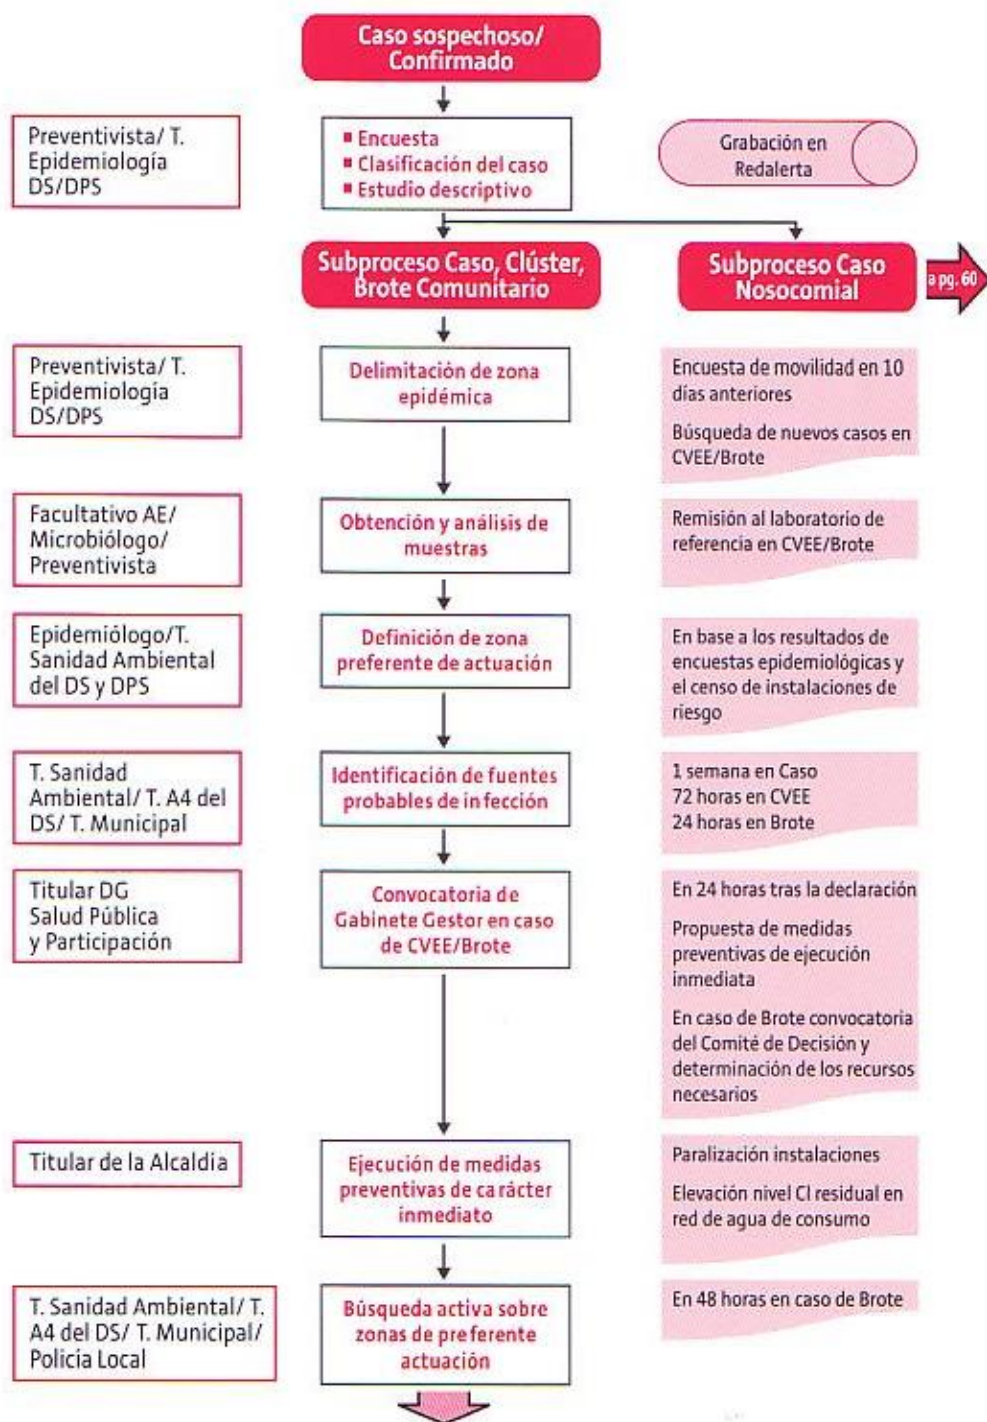 Caso sospechoso/
Confirmado
Preventivista/ T.
Epidemiología
DS/DPS
▪ Encuesta
▪ Clasificación del caso
▪ Estudio descriptivo
Grabación en
Redalerta
Subproceso Caso, Clúster,
Brote Comunitario
Subproceso Caso
Nosocomial
a pg. 60
Preventivista/ T.
Epidemiología
DS/DPS
Delimitación de zona
epidémica
Encuesta de movilidad en 10
días anteriores
Búsqueda de nuevos casos en
CVEE/Brote
Facultativo AE/
Microbiólogo/
Preventivista
Obtención y análisis de
muestras
Remisión al laboratorio de
referencia en CVEE/Brote
Epidemiólogo/T.
Sanidad Ambiental
del DS y DPS
Definición de zona
preferente de actuación
En base a los resultados de
encuestas epidemiológicas y
el censo de instalaciones de
riesgo
T. Sanidad
Ambiental/ T. A4 del
DS/ T. Municipal
Identificación de fuentes
probables de infección
1 semana en Caso
72 horas en CVEE
24 horas en Brote
Titular DG
Salud Pública
y Participación
Convocatoria de
Gabinete Gestor en caso
de CVEE/Brote
En 24 horas tras la declaración
Propuesta de medidas
preventivas de ejecución
inmediata
En caso de Brote convocatoria
del Comité de Decisión y
determinación de los recursos
necesarios
Titular de la Alcaldia
Ejecución de medidas
preventivas de carácter
inmediato
Paralización instalaciones
Elevación nivel Cl residual en
red de agua de consumo
T. Sanidad Ambiental/ T.
A4 del DS/ T. Municipal/
Policía Local
Búsqueda activa sobre
zonas de preferente
actuación
En 48 horas en caso de Brote